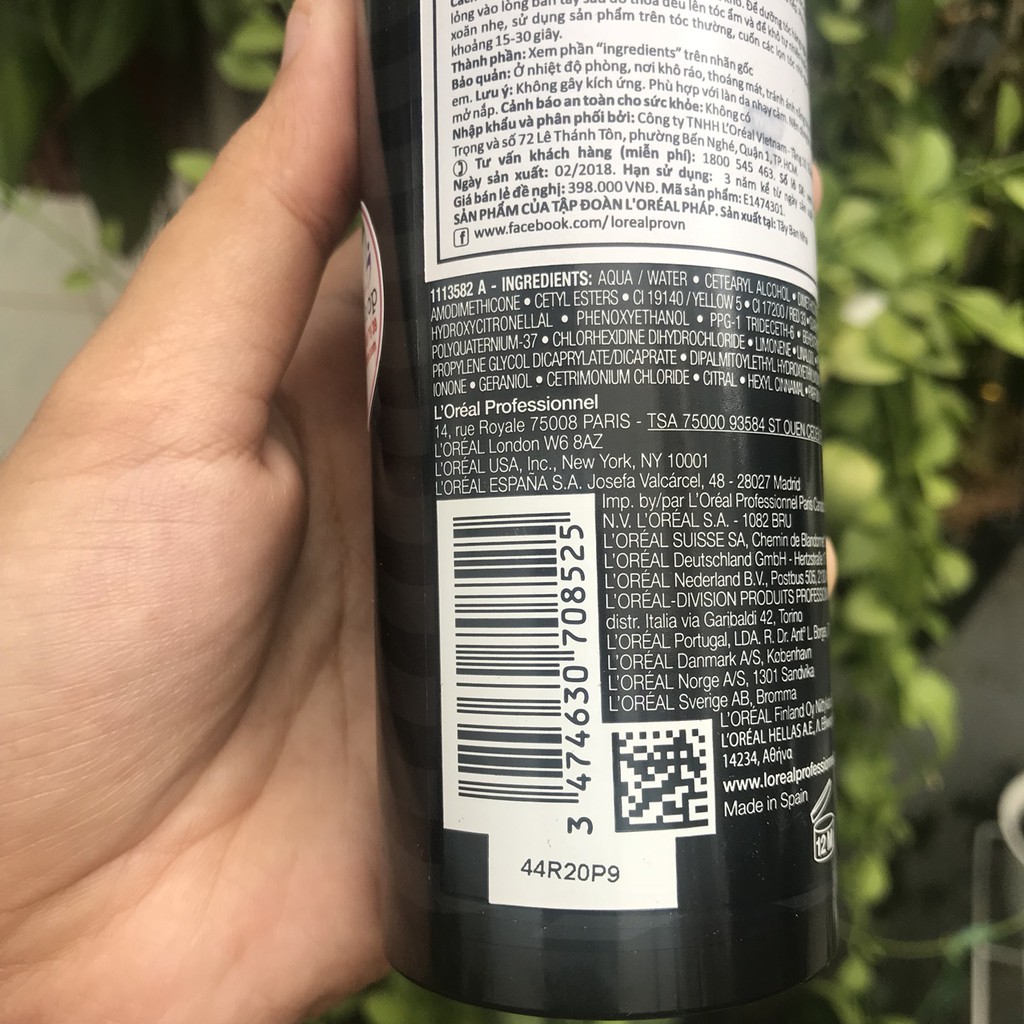 lỏng vào lòng bàn tay sau đó thoa đều lên tóc ẩm và để khô
xoăn nhẹ, sử dụng sản phẩm trên tóc thường, cuốn các lọn tóc
khoảng 15-30 giây.
Thành phần: Xem phần "ingredients" trên nhãn gốc
Bảo quản: Ở nhiệt độ phòng, nơi khô ráo, thoáng mát, tránh ánh
em. Lưu ý: Không gây kích ứng. Phù hợp với làn da nhạy cảm.
mở nắp. Cảnh báo an toàn cho sức khỏe: Không có
Nhập khẩu và phân phối bởi: Công ty TNHH L'Oréal Vietnam
Trọng và số 72 Lê Thánh Tôn, phường Bến Nghé, Quận 1, TP.HCM
Tư vấn khách hàng (miễn phí): 1800 545 463.
Ngày sản xuất: 02/2018. Hạn sử dụng: 3 năm kể từ ngày sản
Giá bán lẻ đề nghị: 398.000 VNĐ. Mã sản phẩm: E1474301.
SẢN PHẨM CỦA TẬP ĐOÀN L'ORÉAL PHÁP. Sản xuất tại: Tây Ban Nha
f www.facebook.com/lorealprovn
1113582 A - INGREDIENTS: AQUA / WATER • CETEARYL ALCOHOL •
AMODIMETHICONE • CETYL ESTERS • CI 19140 / YELLOW 5 • CI 17200 / RED 33
HYDROXYCITRONELLAL • PHENOXYETHANOL • PPG-1 TRIDECETH-6 •
POLYQUATERNIUM-37 • CHLORHEXIDINE DIHYDROCHLORIDE • LIMONENE •
PROPYLENE GLYCOL DICAPRYLATE/DICAPRATE •
IONONE • GERANIOL • CETRIMONIUM CHLORIDE • CITRAL • HEXYL CINNAMAL •
L'Oréal Professionnel
14, rue Royale 75008 PARIS - TSA 75000 93584 ST OUEN
L'ORÉAL London W6 8AZ
L'ORÉAL USA, Inc., New York, NY 10001
L'ORÉAL ESPAÑA S.A. Josefa Valcárcel, 48 - 28027 Madrid
Imp. by/par L'Oréal Professionnel Paris
N.V. L'ORÉAL S.A. - 1082 BRU
L'ORÉAL SUISSE SA, Chemin de
L'ORÉAL Deutschland GmbH -
L'ORÉAL Nederland B.V., Postbus 505,
L'ORÉAL-DIVISION PRODUITS
distr. Italia via Garibaldi 42, Torino
L'ORÉAL Portugal, LDA. R. Dr. Antº L. Borges,
L'ORÉAL Danmark A/S, København
L'ORÉAL Norge A/S, 1301 Sandvika
L'ORÉAL Sverige AB, Bromma
L'ORÉAL Finland Oy
L'ORÉAL HELLAS A.E,
14234, Αθήνα
Made in Spain
12 M
3 474630 708525
44R20P9